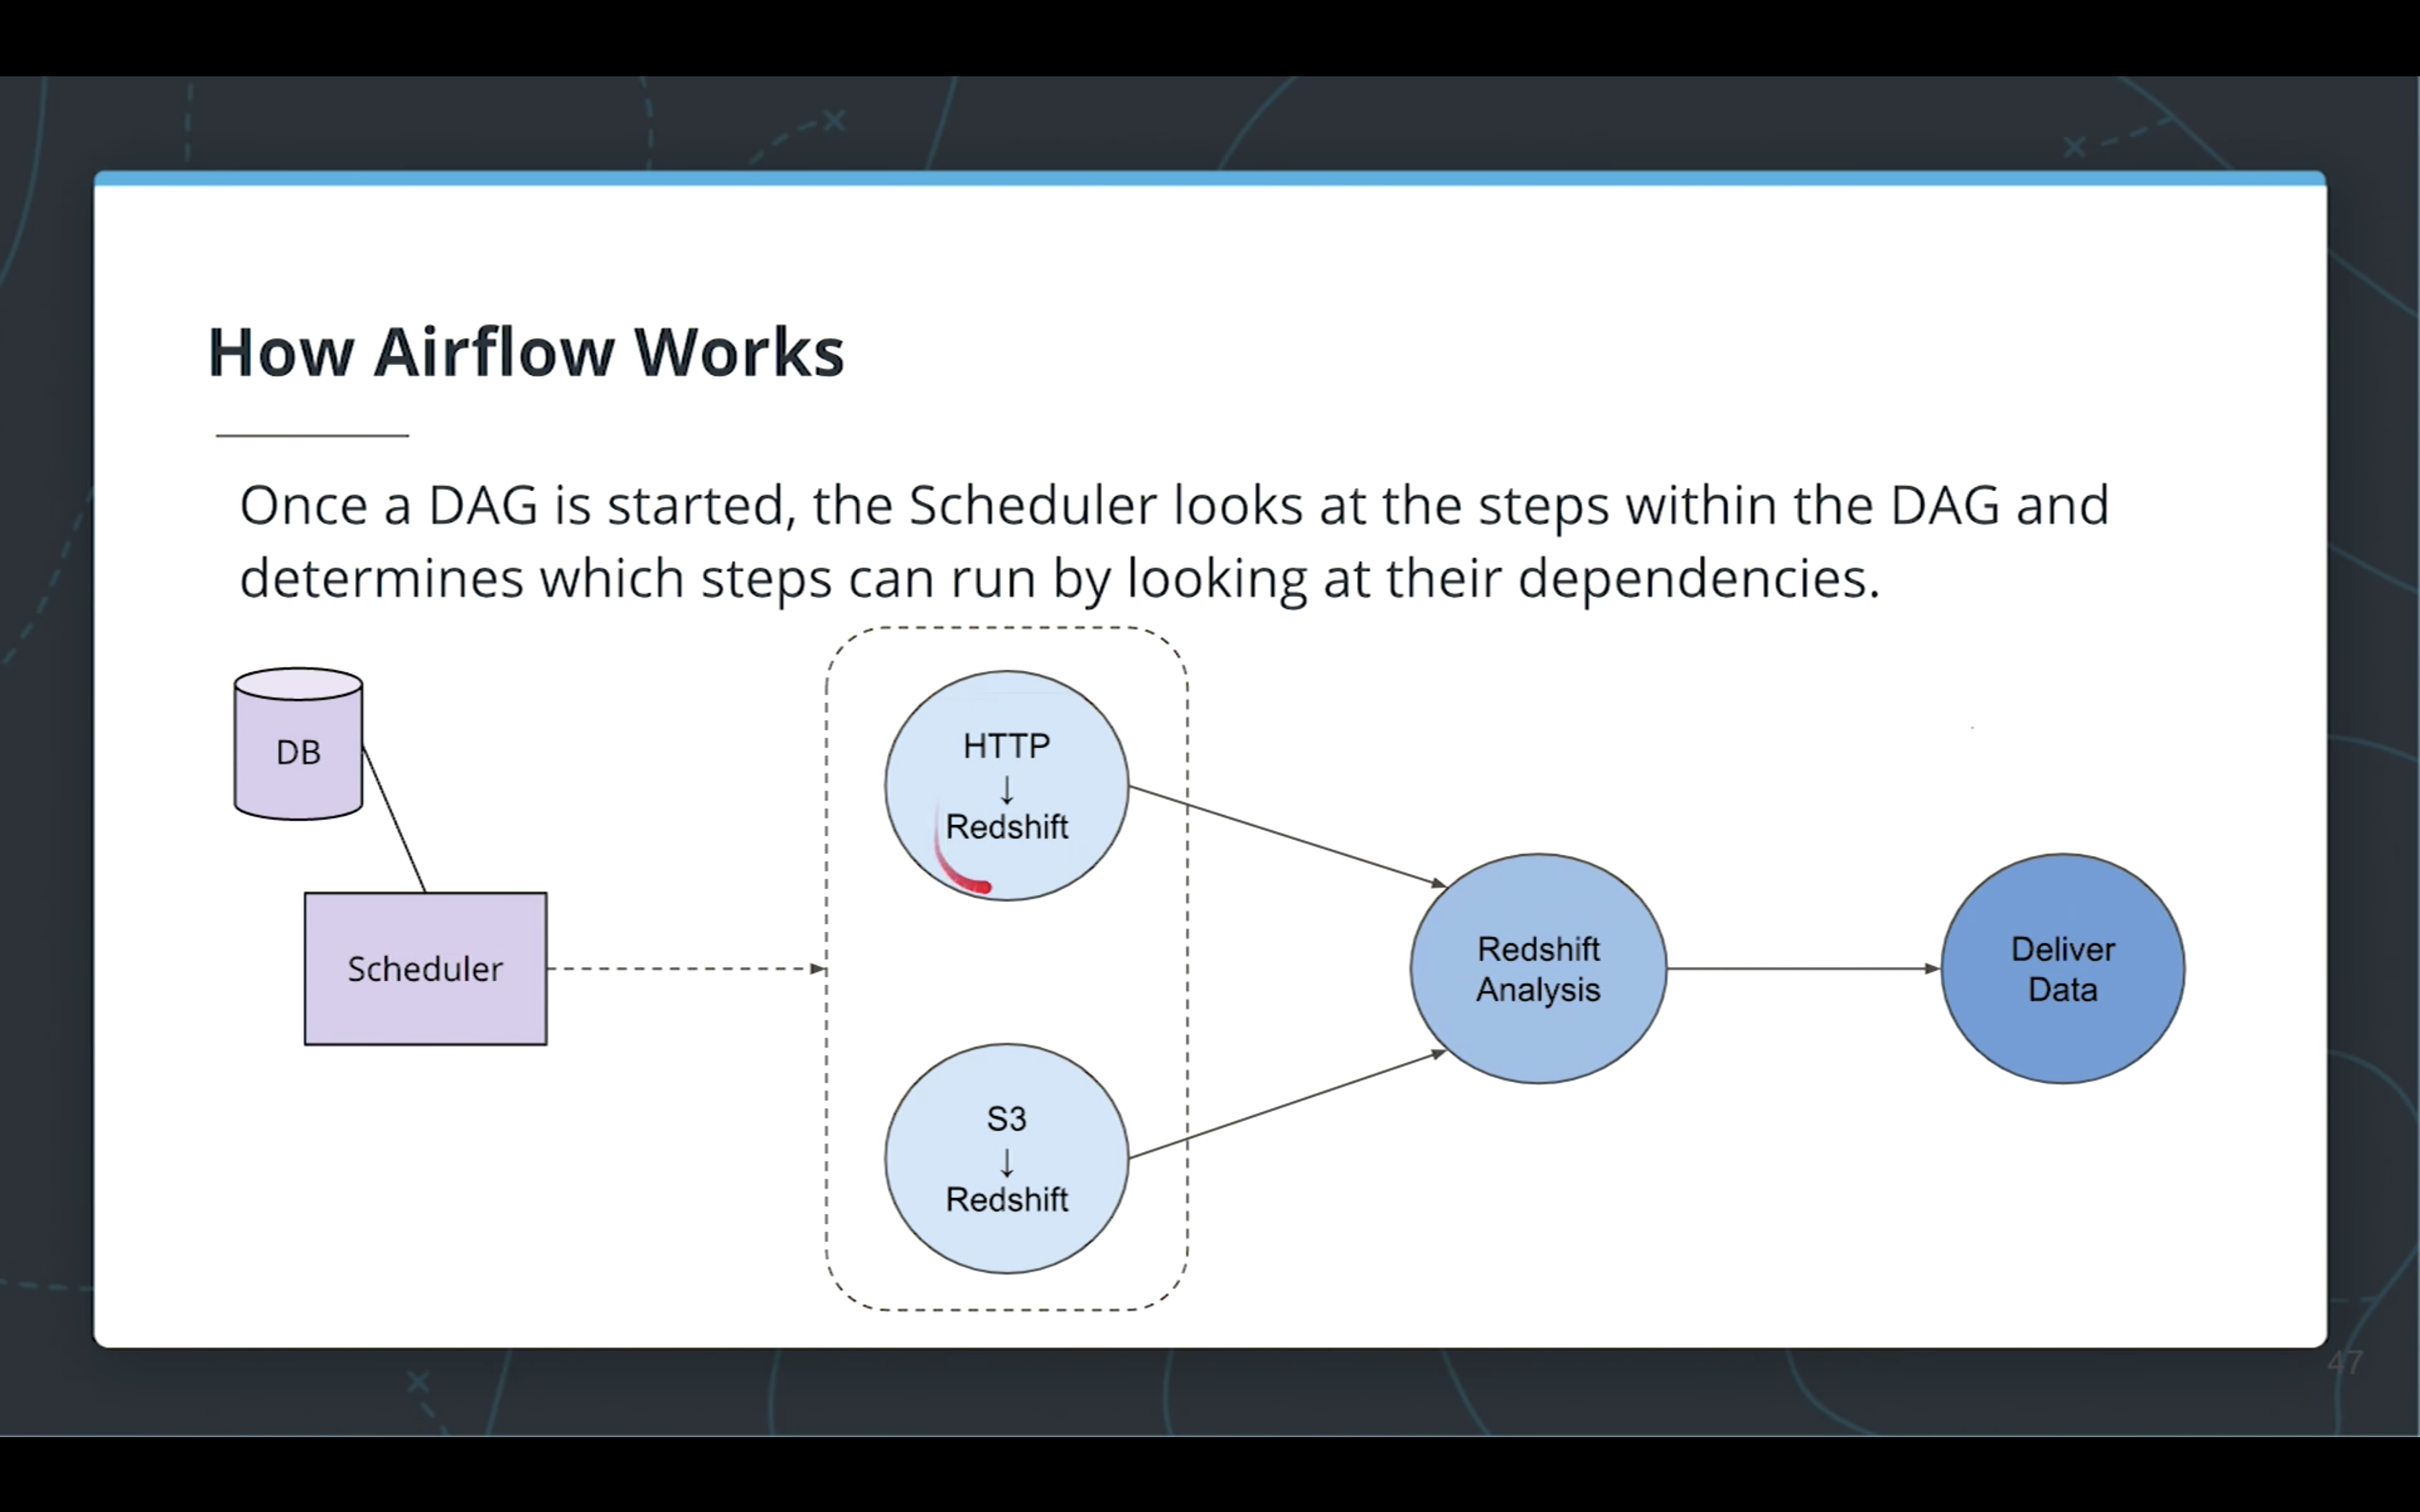 How Airflow Works
Once a DAG is started, the Scheduler looks at the steps within the DAG and
determines which steps can run by looking at their dependencies.
DB
Scheduler
HTTP
↓
Redshift
S3
↓
Redshift
Redshift
Analysis
Deliver
Data
47